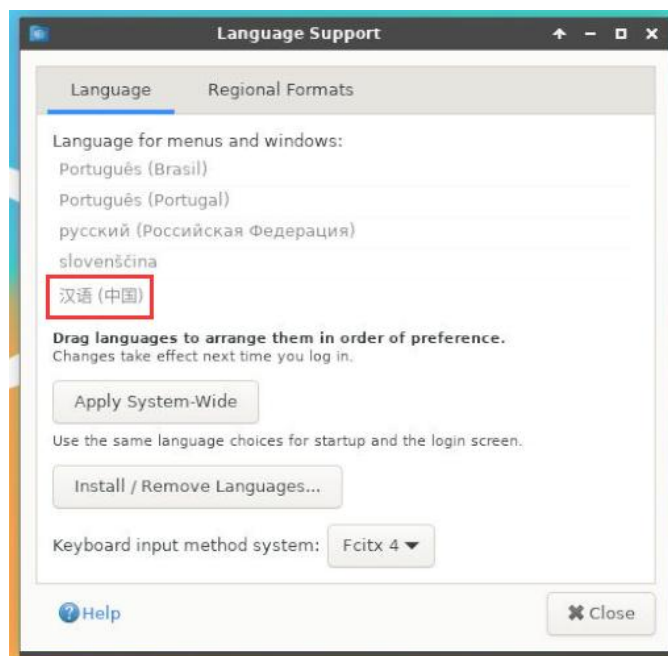 Language Support
Language Regional Formats
Language for menus and windows:
Português (Brasil)
Português (Portugal)
русский (Российская Федерация)
slovenščina
汉语 (中国)
Drag languages to arrange them in order of preference.
Changes take effect next time you log in.
Apply System-Wide
Use the same language choices for startup and the login screen.
Install / Remove Languages...
Keyboard input method system: Fcitx 4
Help Close